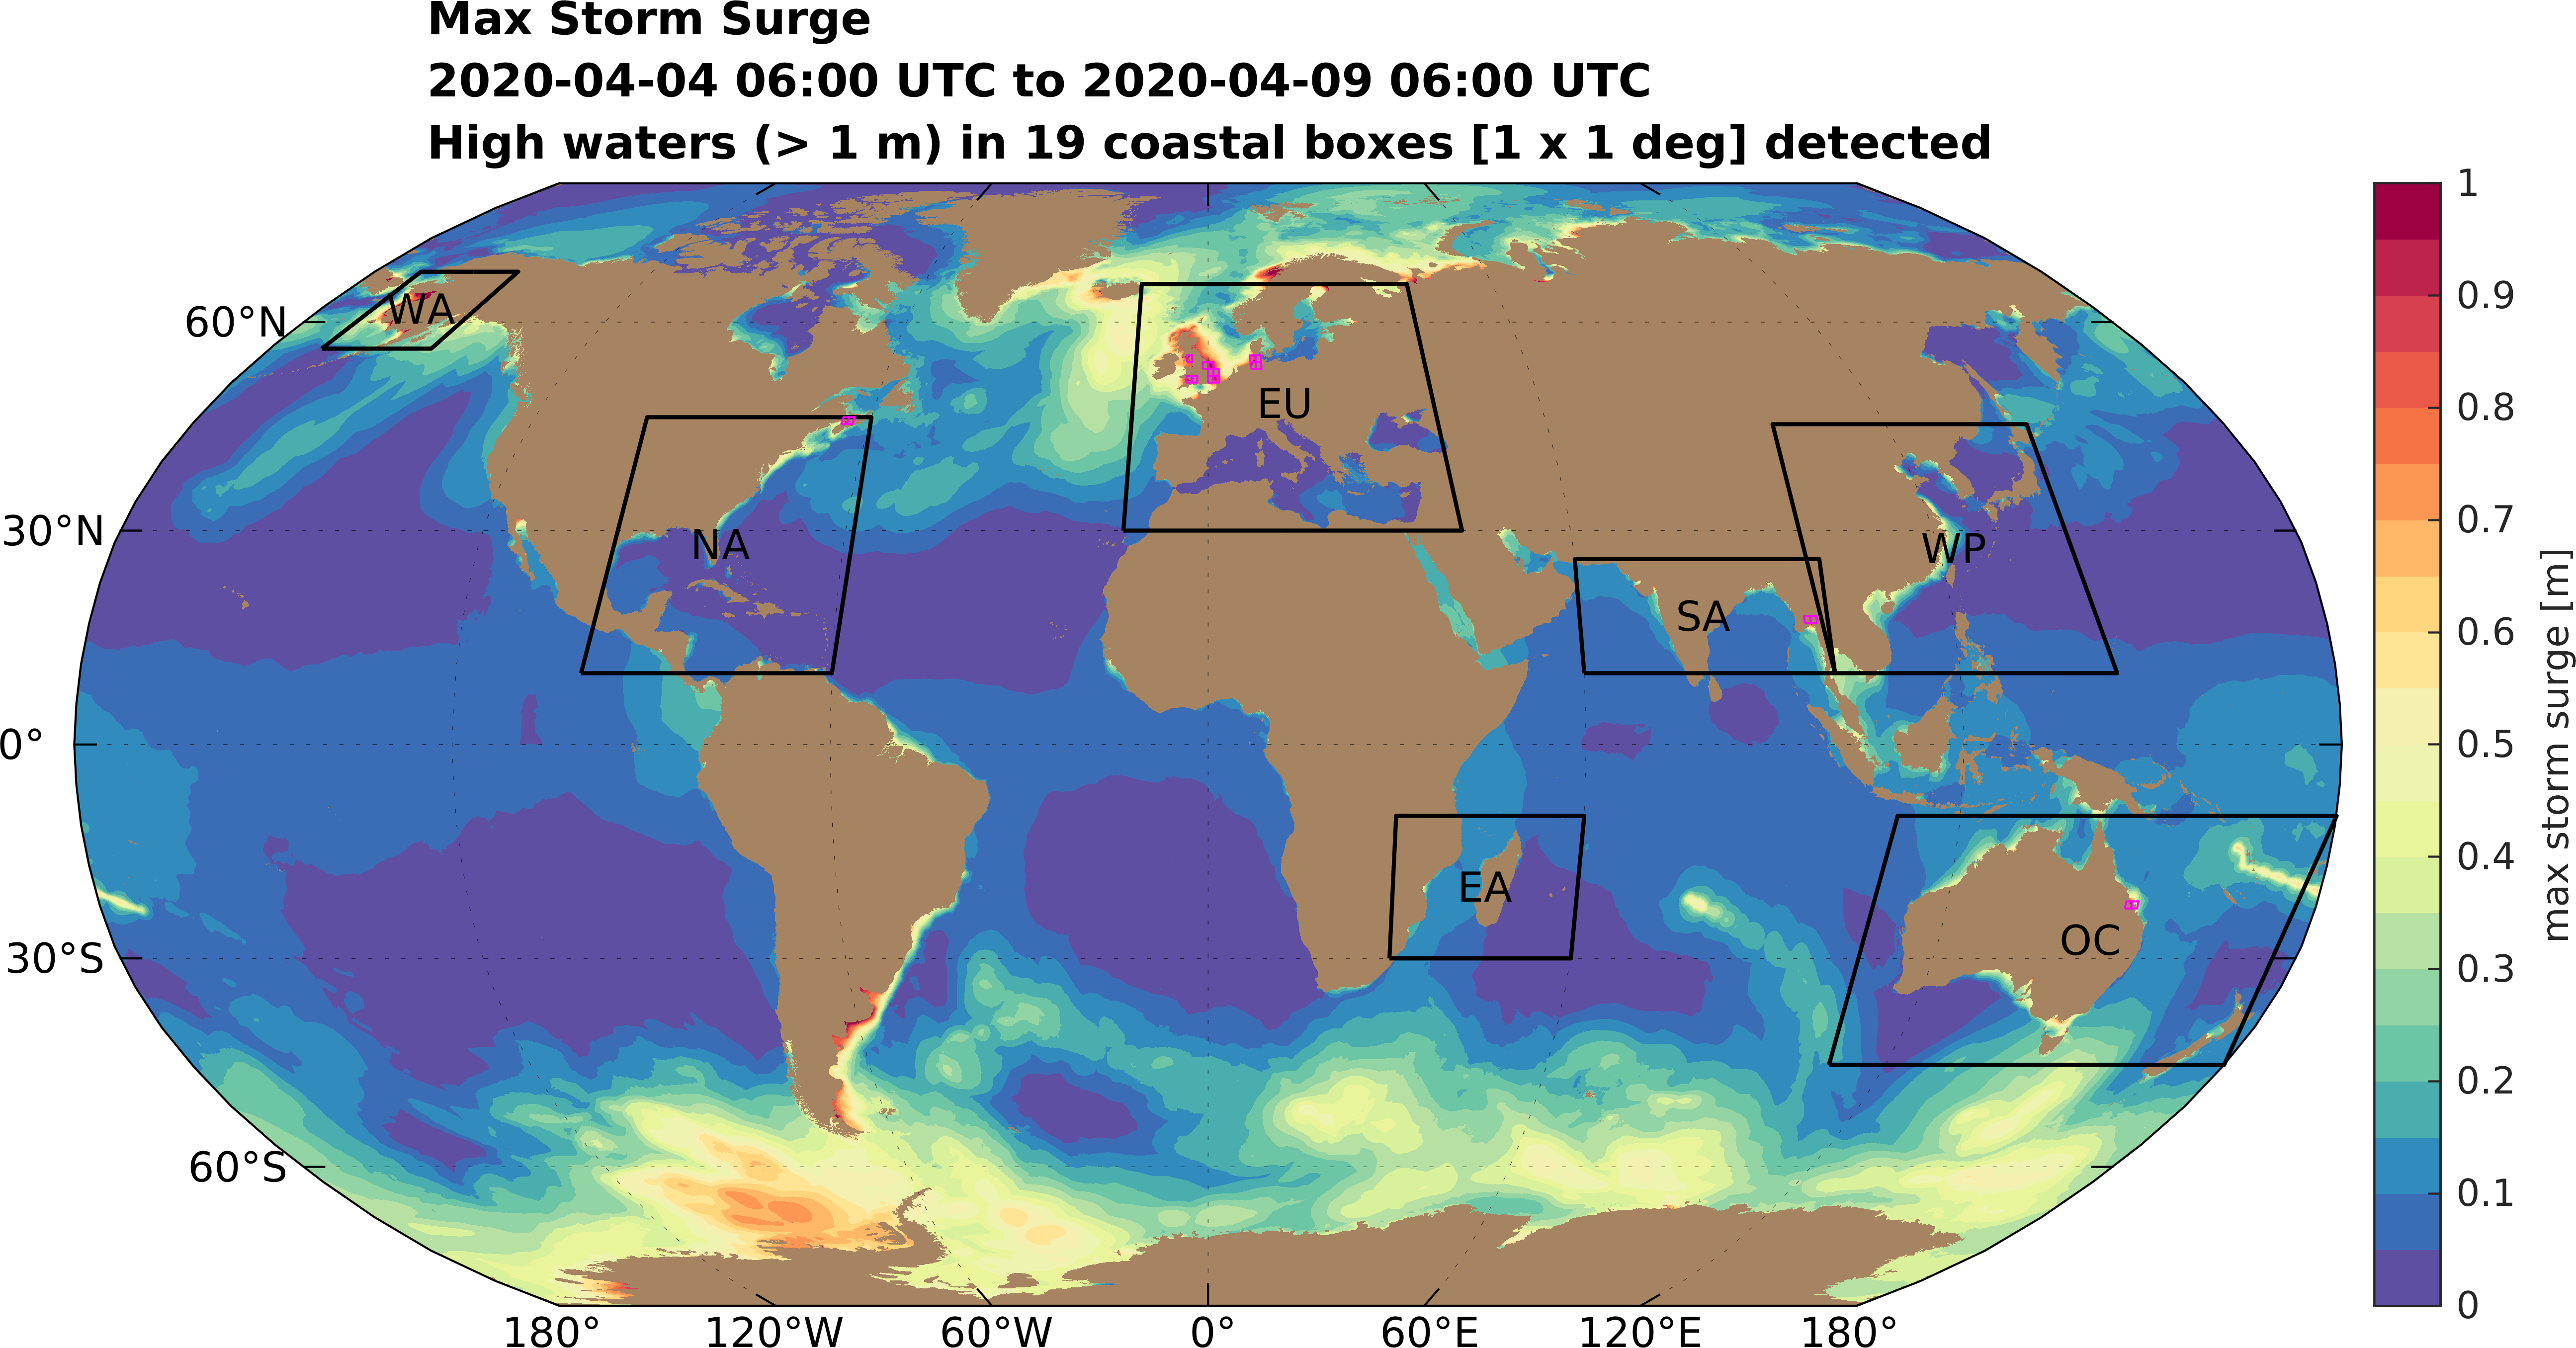 Max Storm Surge
2020-04-04 06:00 UTC to 2020-04-09 06:00 UTC
High waters (> 1 m) in 19 coastal boxes [1 x 1 deg] detected
60°N
30°N
0°
30°S
60°S
WA
NA
EU
SA
WP
EA
OC
180°
120°W
60°W
0°
60°E
120°E
180°
1
0.9
0.8
0.7
0.6
0.5
0.4
0.3
0.2
0.1
0
max storm surge [m]